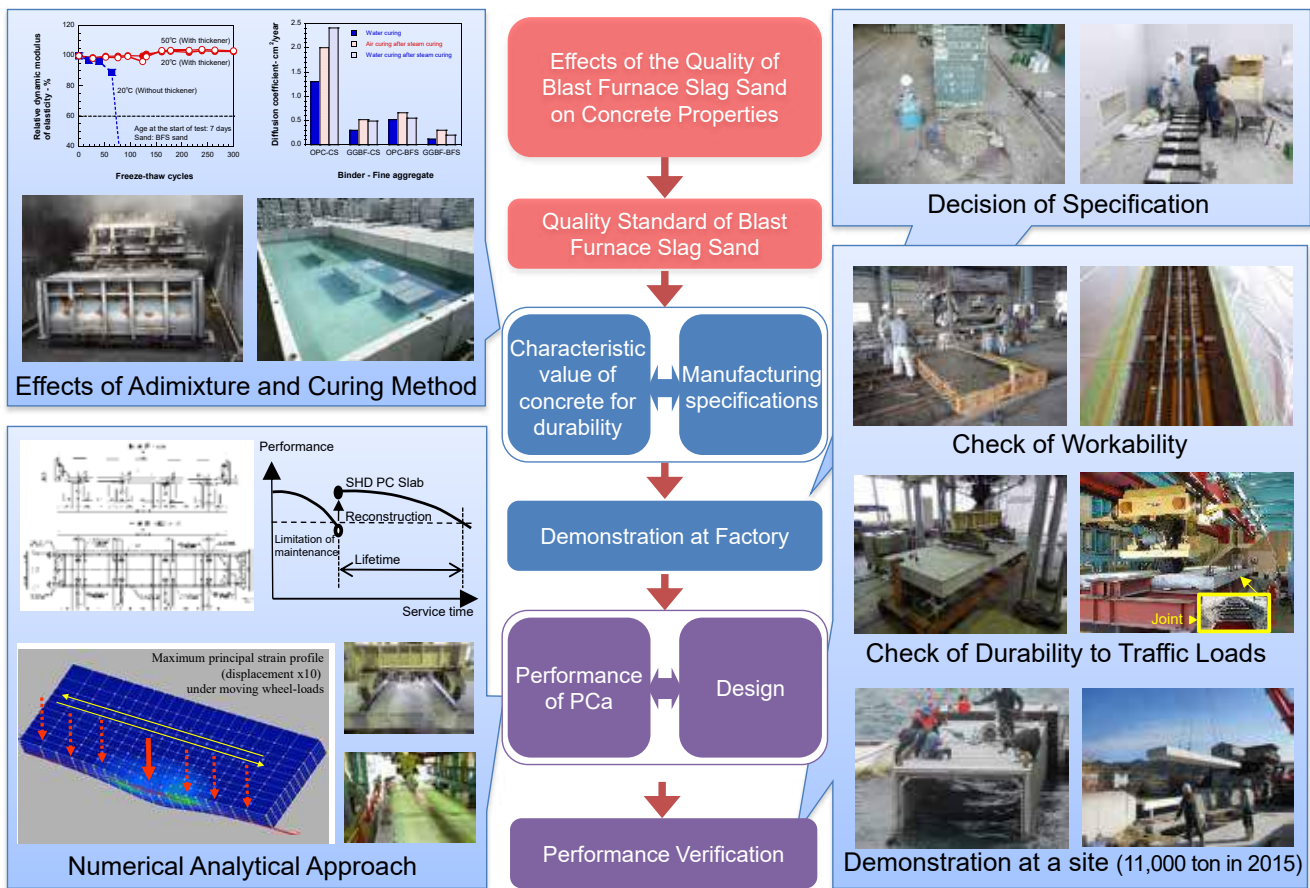 120
100
80
60
40
0
50
100
150
200
250
300
Relative dynamic modulus
of elasticity - %
50℃ (With thickener)
20℃ (With thickener)
20℃ (Without thickener)
Age at the start of test: 7 days
Sand: BFS sand
Freeze-thaw cycles
2.5
2.0
1.5
1.0
0.5
0.0
Diffusion coefficient- cm²/year
Water curing
Air curing after steam curing
Water curing after steam curing
OPC-CS
GGBF-CS
OPC-BFS
GGBF-BFS
Binder - Fine aggregate
Effects of Adimixture and Curing Method
Performance
SHD PC Slab
Reconstruction
Limitation of
maintenance
Lifetime
Service time
Maximum principal strain profile
(displacement x10)
under moving wheel-loads
Numerical Analytical Approach
Effects of the Quality of
Blast Furnace Slag Sand
on Concrete Properties
Quality Standard of Blast
Furnace Slag Sand
Characteristic
value of
concrete for
durability
Manufacturing
specifications
Demonstration at Factory
Performance
of PCa
Design
Performance Verification
Decision of Specification
Check of Workability
Joint
Check of Durability to Traffic Loads
Demonstration at a site (11,000 ton in 2015)